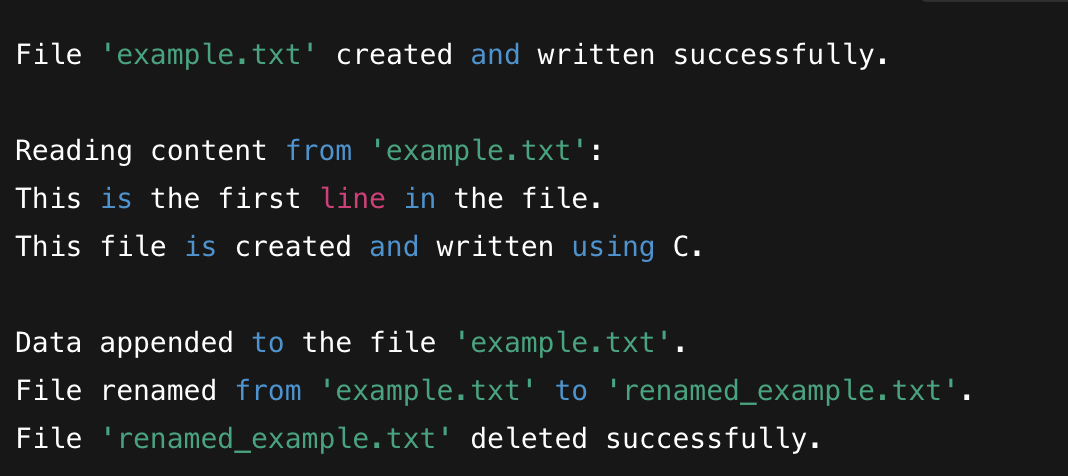 File 'example.txt' created and written successfully.
Reading content from 'example.txt':
This is the first line in the file.
This file is created and written using C.
Data appended to the file 'example.txt'.
File renamed from 'example.txt' to 'renamed_example.txt'.
File 'renamed_example.txt' deleted successfully.